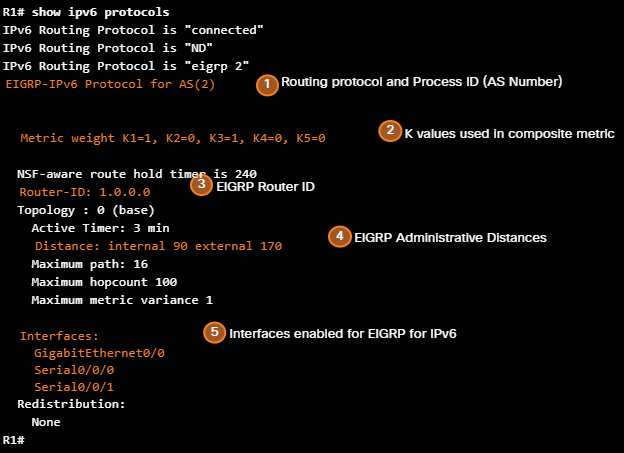 R1# show ipv6 protocols
IPv6 Routing Protocol is "connected"
IPv6 Routing Protocol is "ND"
IPv6 Routing Protocol is "eigrp 2"
EIGRP-IPv6 Protocol for AS(2)
1 Routing protocol and Process ID (AS Number)
Metric weight K1=1, K2=0, K3=1, K4=0, K5=0
2 K values used in composite metric
NSF-aware route hold timer is 240
Router-ID: 1.0.0.0
3 EIGRP Router ID
Topology : 0 (base)
Active Timer: 3 min
Distance: internal 90 external 170
4 EIGRP Administrative Distances
Maximum path: 16
Maximum hopcount 100
Maximum metric variance 1
Interfaces:
5 Interfaces enabled for EIGRP for IPv6
GigabitEthernet0/0
Serial0/0/0
Serial0/0/1
Redistribution:
None
R1#